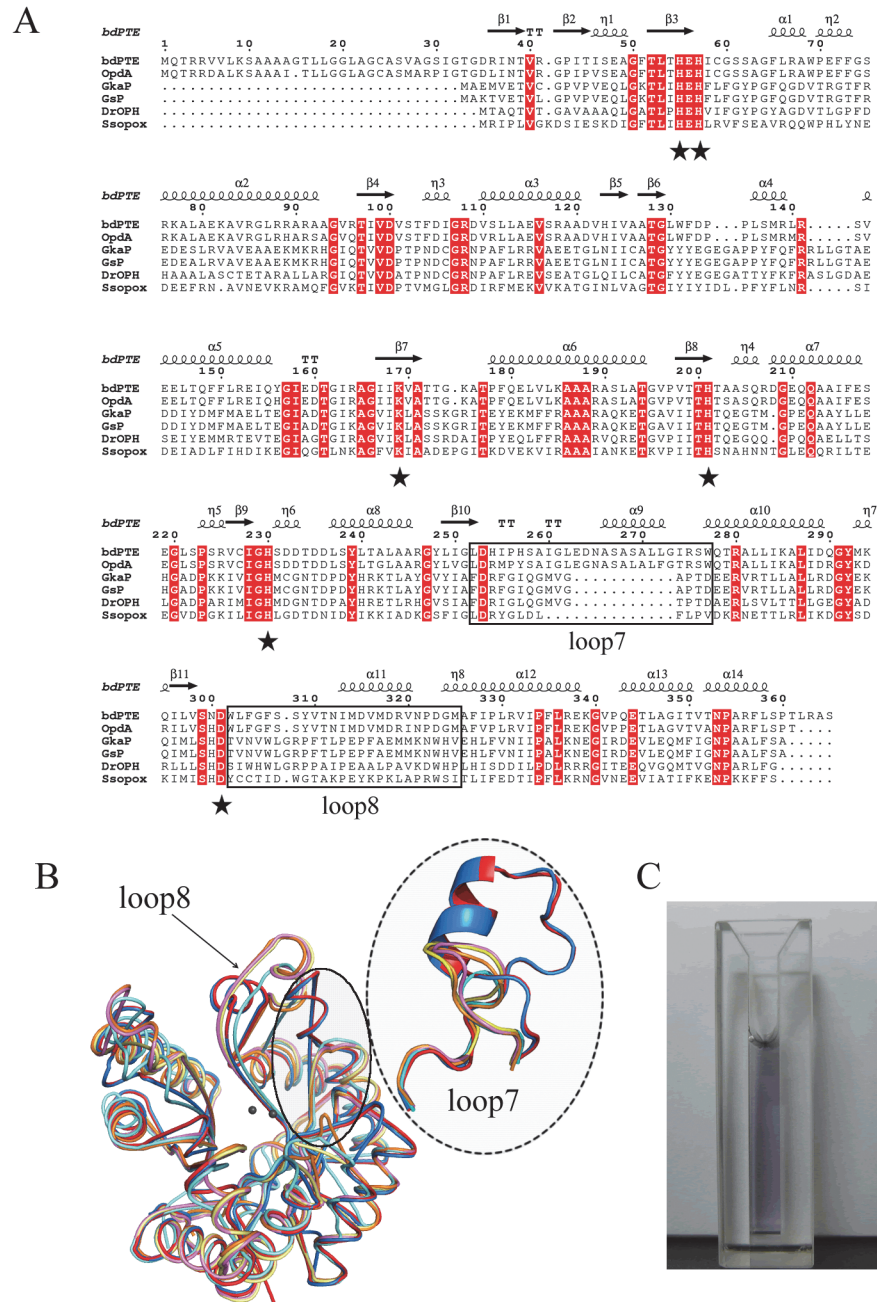 A
β1 TT β2 η1 β3 α1 η2
bdPTE
1 10 20 30 40 50 60 70
bdPTE MQTRRVVLKSAAAAGTLLGGLAGCASVAGSIGTGDRINTVR.GPITISEAGFTLTHEHICGSSAGFLRAWPEFFGS
OpdA MQTRRDALKSAAAI.TLLGGLAGCASMARPIGTGDLINTVR.GPIPVSEAGFTLTHEHICGSSAGFLRAWPEFFGS
GkaP ..................................MAEMVETVC.GPVPVEQLGKTLIHEHFLFGYPGFQGDVTRGTFR
GsP ..................................MAKTVETVL.GPVPVEQLGKTLIHEHFLFGYPGFQGDVTRGTFR
DrOPH ....................................MTAQTVT.GAVAAAQLGATLPHEHVIFGYPGYAGDVTLGPFD
Ssopox ....................................MRIPLVGKDSIESKDIGFTLIHEHLRVFSEAVRQQWPHLYNE
α2 β4 η3 α3 β5 β6 α4
bdPTE
80 90 100 110 120 130 140
bdPTE RKALAEKAVRGLRRARAAGVRTIVDVSTFDIGRDVSLLAEVSRAADVHIVAATGLWFDP...PLSMRLR.....SV
OpdA RKALAEKAVRGLRHARSAGVQTIVDVSTFDIGRDVRLLAEVSRAADVHIVAATGLWFDP...PLSMRMR.....SV
GkaP EDESLRVAVEAAEKMKRHGIQTVVDPTPNDCGRNPAFLRRVAEETGLNIICATGYYYEGEGAPPYFQFRRLLGTAE
GsP EDEALRVAVEAAEKMKRHGIQTVVDPTPNDCGRNPAFLRRVAEETGLNIICATGYYYEGEGAPPYFQFRRLLGTAE
DrOPH HAAALASCTETARALLARGIQTVVDATPNDCGRNPAFLREVSEATGLQILCATGFYYEGEGATTYFKFRASLGDAE
Ssopox DEEFRN.AVNEVKRAMQFGVKTIVDPTVMGLGRDIRFMEKVVKATGINLVAGTGIYIYIDLPFYFLNR.....SI
α5 TT β7 α6 β8 η4 α7
bdPTE
150 160 170 180 190 200 210
bdPTE EELTQFFLREIQYGIEDTGIRAGIIKVATTG.KATPFQELVLKAAARASLATGVPVTTHTAASQRDGEQQAAIFES
OpdA EELTQFFLREIQHGIEDTGIRAGIIKVATTG.KATPFQELVLKAAARASLATGVPVTTHTSASQRDGEQQAAIFES
GkaP DDIYDMFMAELTEGIADTGIKAGVIKLASSKGRITEYEKMFFRAAARAQKETGAVIITHTQEGTM.GPEQAAYLLE
GsP DDIYDMFMAELTEGIADTGIKAGVIKLASSKGRITEYEKMFFRAAARAQKETGAVIITHTQEGTM.GPEQAAYLLE
DrOPH SEIYEMMRTEVTEGIAGTGIRAGVIKLASSRDAITPYEQLFFRAAARVQRETGVPIITHTQEGQQ.GPQQAELLTS
Ssopox DEIADLFIHDIKEGIQGTLNKAGFVKIAADEPGITKDVEKVIRAAAIANKETKVPIITHSNAHNNTGLEQQRILTE
η5 β9 η6 α8 β10 TT TT α9 α10 η7
bdPTE
220 230 240 250 260 270 280 290
bdPTE EGLSPSRVCIGHSDDTDDLSYLTALAARGYLIGLDHIPHSAIGLEDNASASALLGIRSWQTRALLIKALIDQGYMK
OpdA EGLSPSRVCIGHSDDTDDLSYLTGLAARGYLVGLDRMPYSAIGLEGNASALALFGTRSWQTRALLIKALIDRGYKD
GkaP HGADPKKIVIGHMCGNTDPDYHRKTLAYGVYIAFDRFGIQGMVG..........APTDEERVRTLLALLRDGYEK
GsP HGADPKKIVIGHMCGNTDPDYHRKTLAYGVYIAFDRFGIQGMVG..........APTDEERVRTLLALLRDGYEK
DrOPH LGADPARIMIGHMDGNTDPAYHRETLRHGVSIAFDRIGLQGMVG..........TPTDAERLSVLTTLLGEGYAD
Ssopox EGVDPGKILIGHLGDTDNIDYIKKIADKGSFIGLDRYGLDL............FLPVDKRNETTLRLIKDGYSD
loop7
β11 α11 η8 α12 α13 α14
bdPTE
300 310 320 330 340 350 360
bdPTE QILVSNDWLFGFSS.YVTNIMDVMDRVNPDGMAFIPLRVIPFLREKGVPQETLAGITVTNPARFLSPTLRAS
OpdA RILVSHDWLFGFSS.YVTNIMDVMDRINPDGMAFVPLRVIPFLREKGVPPETLAGVTVANPARFLSP.....
GkaP QIMLSHDTVNVWLGRPFTLPEPFAEMMKNWHVEHLFVNIIPALKNEGIRDEVLEQMFIGNPAALFSA.....
GsP QIMLSHDTVNVWLGRPFTLPEPFAEMMKNWHVEHLFVNIIPALKNEGIRDEVLEQMFIGNPAALFSA.....
DrOPH RLLLSHDSIWHWLGRPPAIPEAALPAVKDWHPLHISDDILPDLRRRGITEEQVGQMTVGNPARLFG......
Ssopox KIMISHDYCCTID.WGTAKPEYKPKLAPRWSITLIFEDTIPFLKRNGVNEEVIATIFKENPKKFFS......
loop8
B
loop8
loop7
C